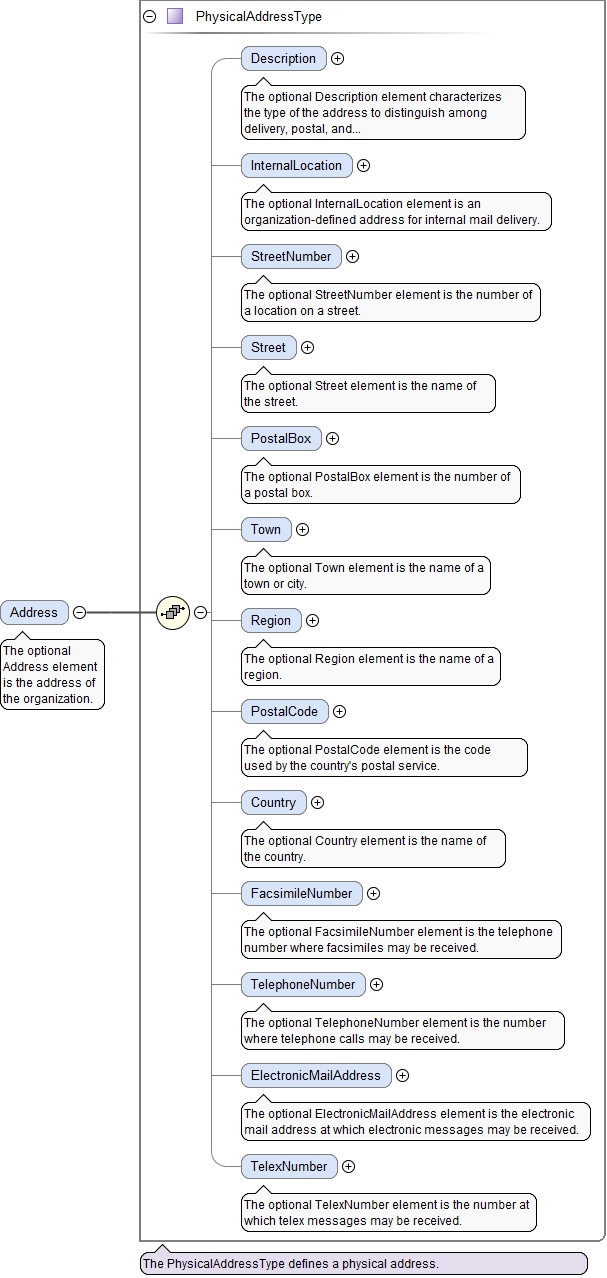 PhysicalAddressType
Description
The optional Description element characterizes
the type of the address to distinguish among
delivery, postal, and...
InternalLocation
The optional InternalLocation element is an
organization-defined address for internal mail delivery.
StreetNumber
The optional StreetNumber element is the number of
a location on a street.
Street
The optional Street element is the name of
the street.
PostalBox
The optional PostalBox element is the number of
a postal box.
Town
The optional Town element is the name of a
town or city.
Address
The optional
Address element
is the address of
the organization.
Region
The optional Region element is the name of a
region.
PostalCode
The optional PostalCode element is the code
used by the country's postal service.
Country
The optional Country element is the name of
the country.
FacsimileNumber
The optional FacsimileNumber element is the telephone
number where facsimiles may be received.
TelephoneNumber
The optional TelephoneNumber element is the number
where telephone calls may be received.
ElectronicMailAddress
The optional ElectronicMailAddress element is the electronic
mail address at which electronic messages may be received.
TelexNumber
The optional TelexNumber element is the number at
which telex messages may be received.
The PhysicalAddressType defines a physical address.